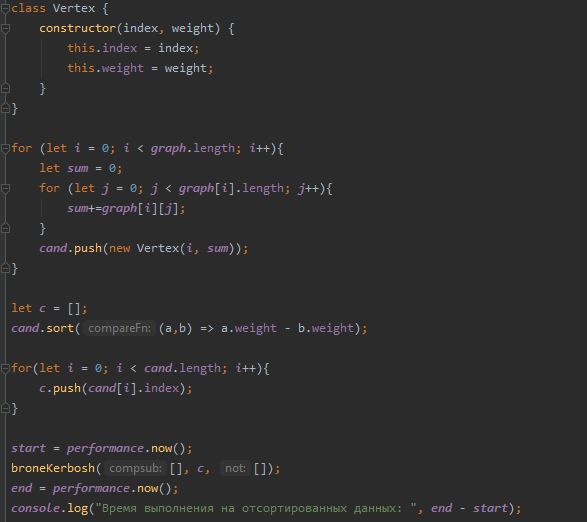 class Vertex {
    constructor(index, weight) {
        this.index = index;
        this.weight = weight;
    }
}
for (let i = 0; i < graph.length; i++){
    let sum = 0;
    for (let j = 0; j < graph[i].length; j++){
        sum+=graph[i][j];
    }
    cand.push(new Vertex(i, sum));
}
let c = [];
cand.sort( compareFn: (a,b) => a.weight - b.weight);
for(let i = 0; i < cand.length; i++){
    c.push(cand[i].index);
}
start = performance.now();
broneKerbosh( compsub: [], c, not: []);
end = performance.now();
console.log("Время выполнения на отсортированных данных: ", end - start);